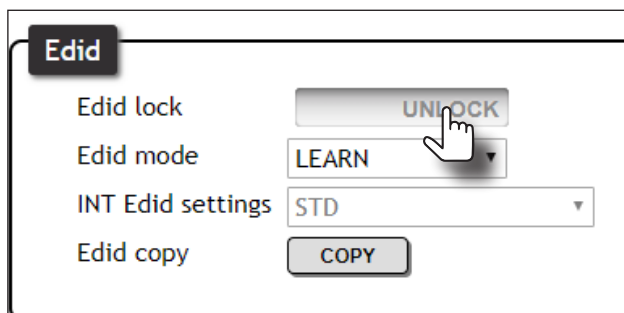 Edid
Edid lock UNLOCK
Edid mode LEARN
INT Edid settings STD
Edid copy COPY